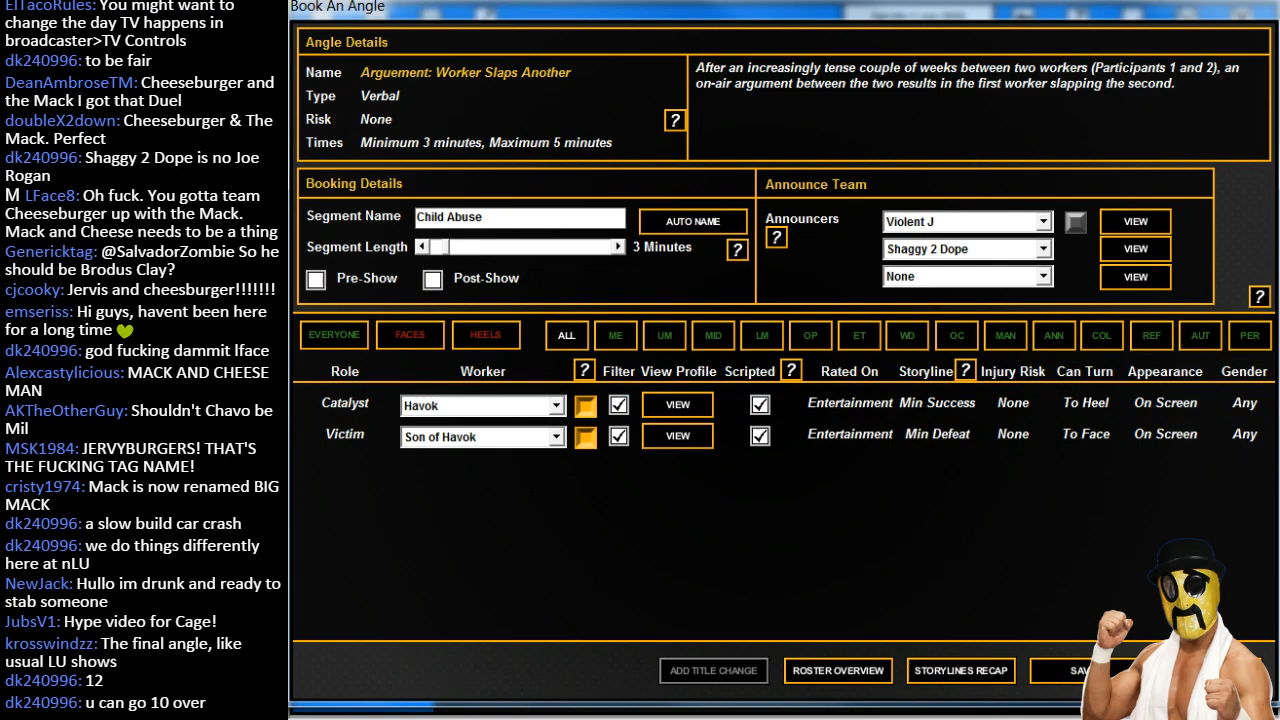 ElTacoRules: You might want to
change the day TV happens in
broadcaster>TV Controls
dk240996: to be fair
DeanAmbroseTM: Cheeseburger and
the Mack I got that Duel
doubleX2down: Cheeseburger & The
Mack. Perfect
dk240996: Shaggy 2 Dope is no Joe
Rogan
M LFace8: Oh fuck. You gotta team
Cheeseburger up with the Mack.
Mack and Cheese needs to be a thing
Genericktag: @SalvadorZombie So he
should be Brodus Clay?
cjcooky: Jervis and cheesburger!!!!!!!
emseriss: Hi guys, havent been here
for a long time
dk240996: god fucking dammit lface
Alexcastylicious: MACK AND CHEESE
MAN
AKTheOtherGuy: Shouldn't Chavo be
Mil
MSK1984: JERVYBURGERS! THAT'S
THE FUCKING TAG NAME!
cristy1974: Mack is now renamed BIG
MACK
dk240996: a slow build car crash
dk240996: we do things differently
here at nLU
NewJack: Hullo im drunk and ready to
stab someone
JubsV1: Hype video for Cage!
krosswindzz: The final angle, like
usual LU shows
dk240996: 12
dk240996: u can go 10 over
Book An Angle
Angle Details
Name Arguement: Worker Slaps Another
Type Verbal
Risk None
?
Times Minimum 3 minutes, Maximum 5 minutes
After an increasingly tense couple of weeks between two workers (Participants 1 and 2), an
on-air argument between the two results in the first worker slapping the second.
Booking Details
Segment Name Child Abuse AUTO NAME
Segment Length 3 Minutes ?
Pre-Show Post-Show
Announce Team
Announcers Violent J VIEW
? Shaggy 2 Dope VIEW
None VIEW
?
EVERYONE FACES HEELS ALL ME UM MID LM OP ET WD OC MAN ANN COL REF AUT PER
Role Worker ? Filter View Profile Scripted ? Rated On Storyline ? Injury Risk Can Turn Appearance Gender
Catalyst Havok VIEW Entertainment Min Success None To Heel On Screen Any
Victim Son of Havok VIEW Entertainment Min Defeat None To Face On Screen Any
ADD TITLE CHANGE ROSTER OVERVIEW STORYLINES RECAP